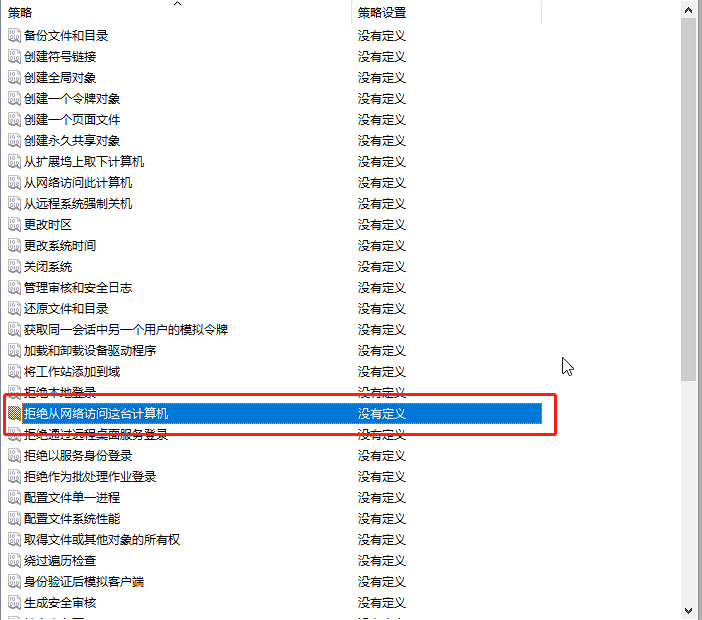 策略 策略设置
备份文件和目录 没有定义
创建符号链接 没有定义
创建全局对象 没有定义
创建一个令牌对象 没有定义
创建一个页面文件 没有定义
创建永久共享对象 没有定义
从扩展坞上取下计算机 没有定义
从网络访问此计算机 没有定义
从远程系统强制关机 没有定义
更改时区 没有定义
更改系统时间 没有定义
关闭系统 没有定义
管理审核和安全日志 没有定义
还原文件和目录 没有定义
获取同一会话中另一个用户的模拟令牌 没有定义
加载和卸载设备驱动程序 没有定义
将工作站添加到域 没有定义
拒绝本地登录 没有定义
拒绝从网络访问这台计算机 没有定义
拒绝通过远程桌面服务登录 没有定义
拒绝以服务身份登录 没有定义
拒绝作为批处理作业登录 没有定义
配置文件单一进程 没有定义
配置文件系统性能 没有定义
取得文件或其他对象的所有权 没有定义
绕过遍历检查 没有定义
身份验证后模拟客户端 没有定义
生成安全审核 没有定义